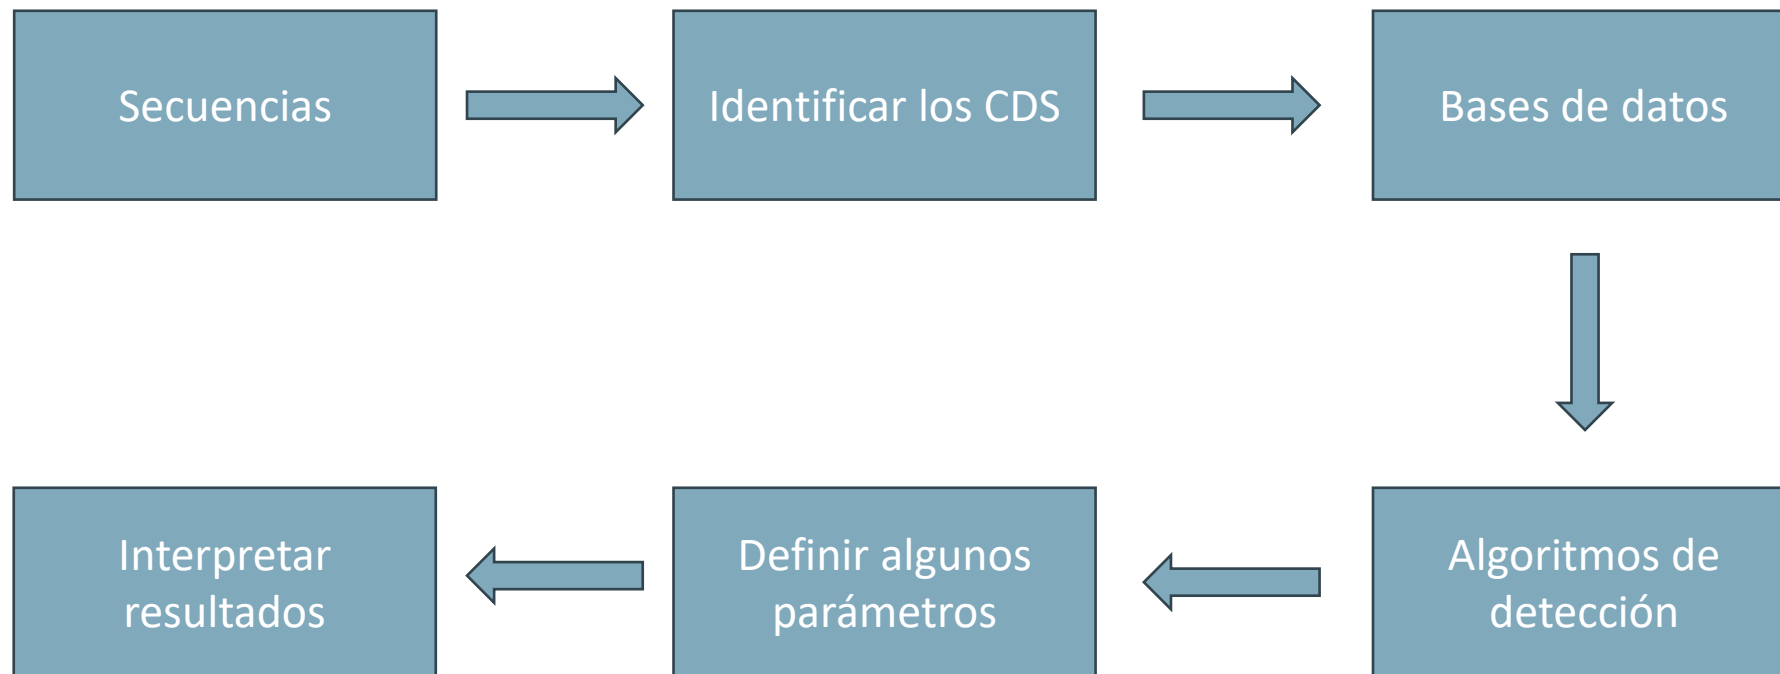 Secuencias
Identificar los CDS
Bases de datos
Algoritmos de
detección
Definir algunos
parámetros
Interpretar
resultados